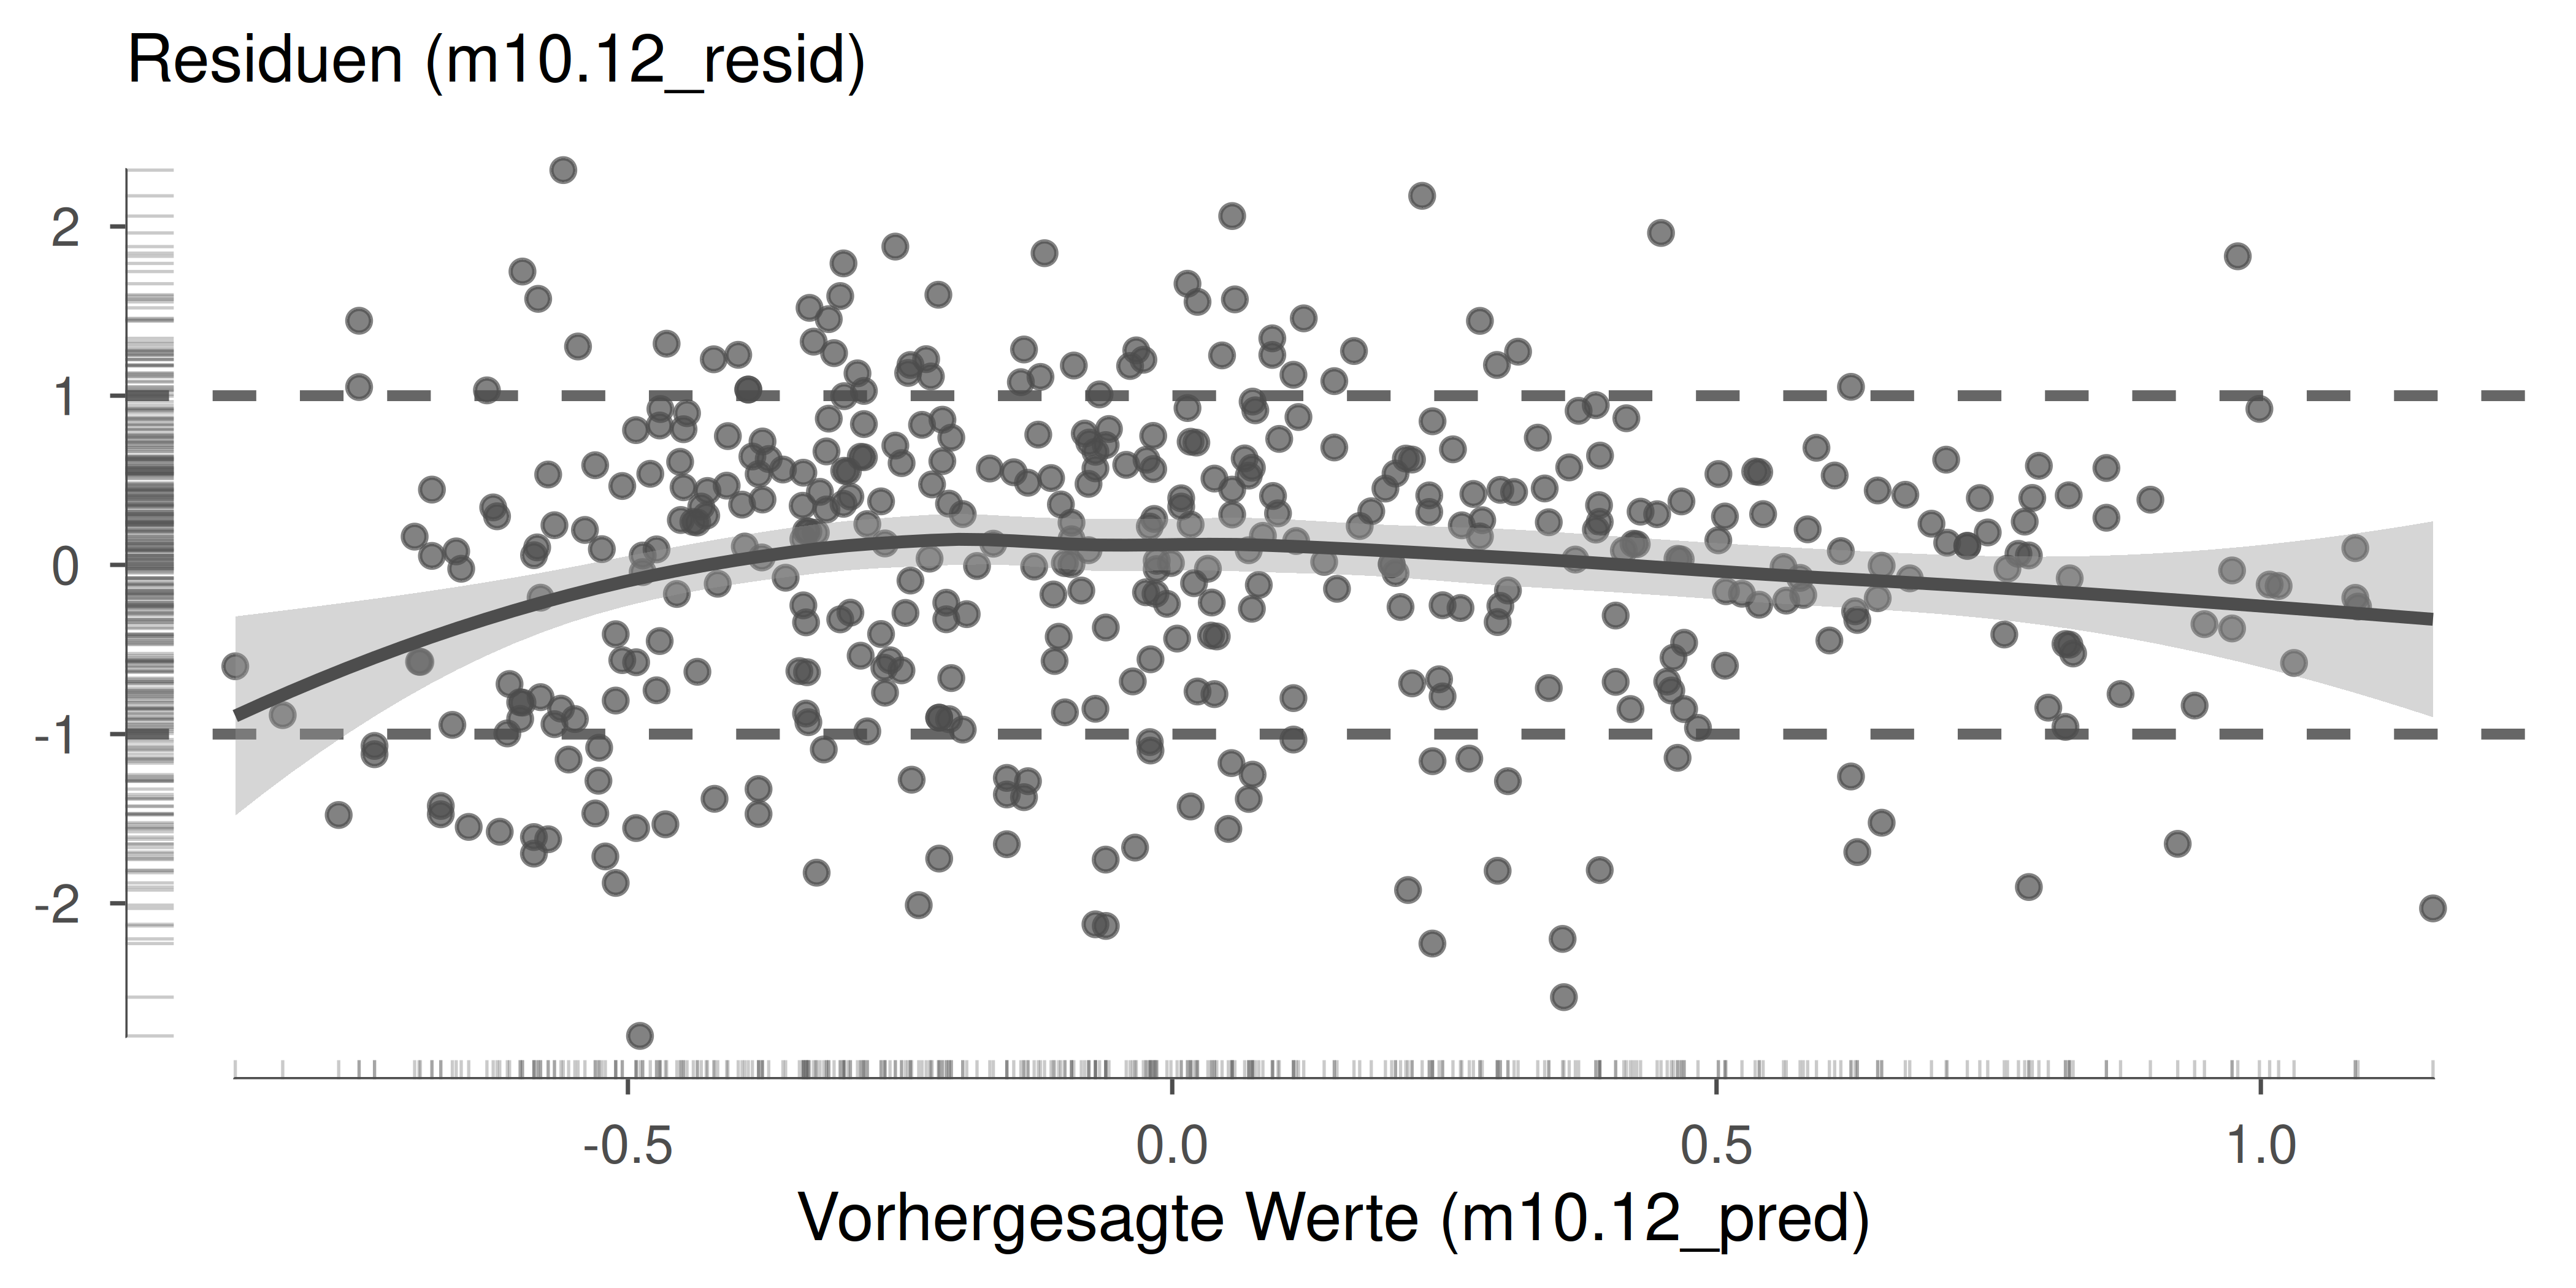 Residuen (m10.12_resid)
2
1
0
-1
-2
-0.5 0.0 0.5 1.0
Vorhergesagte Werte (m10.12_pred)